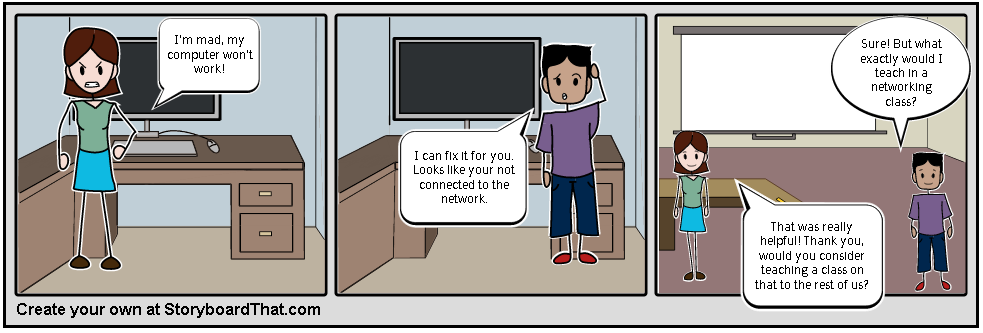 I'm mad, my
computer won't
work!
I can fix it for you.
Looks like your not
connected to the
network.
That was really
helpful! Thank you,
would you consider
teaching a class on
that to the rest of us?
Sure! But what
exactly would I
teach in a
networking
class?
Create your own at StoryboardThat.com